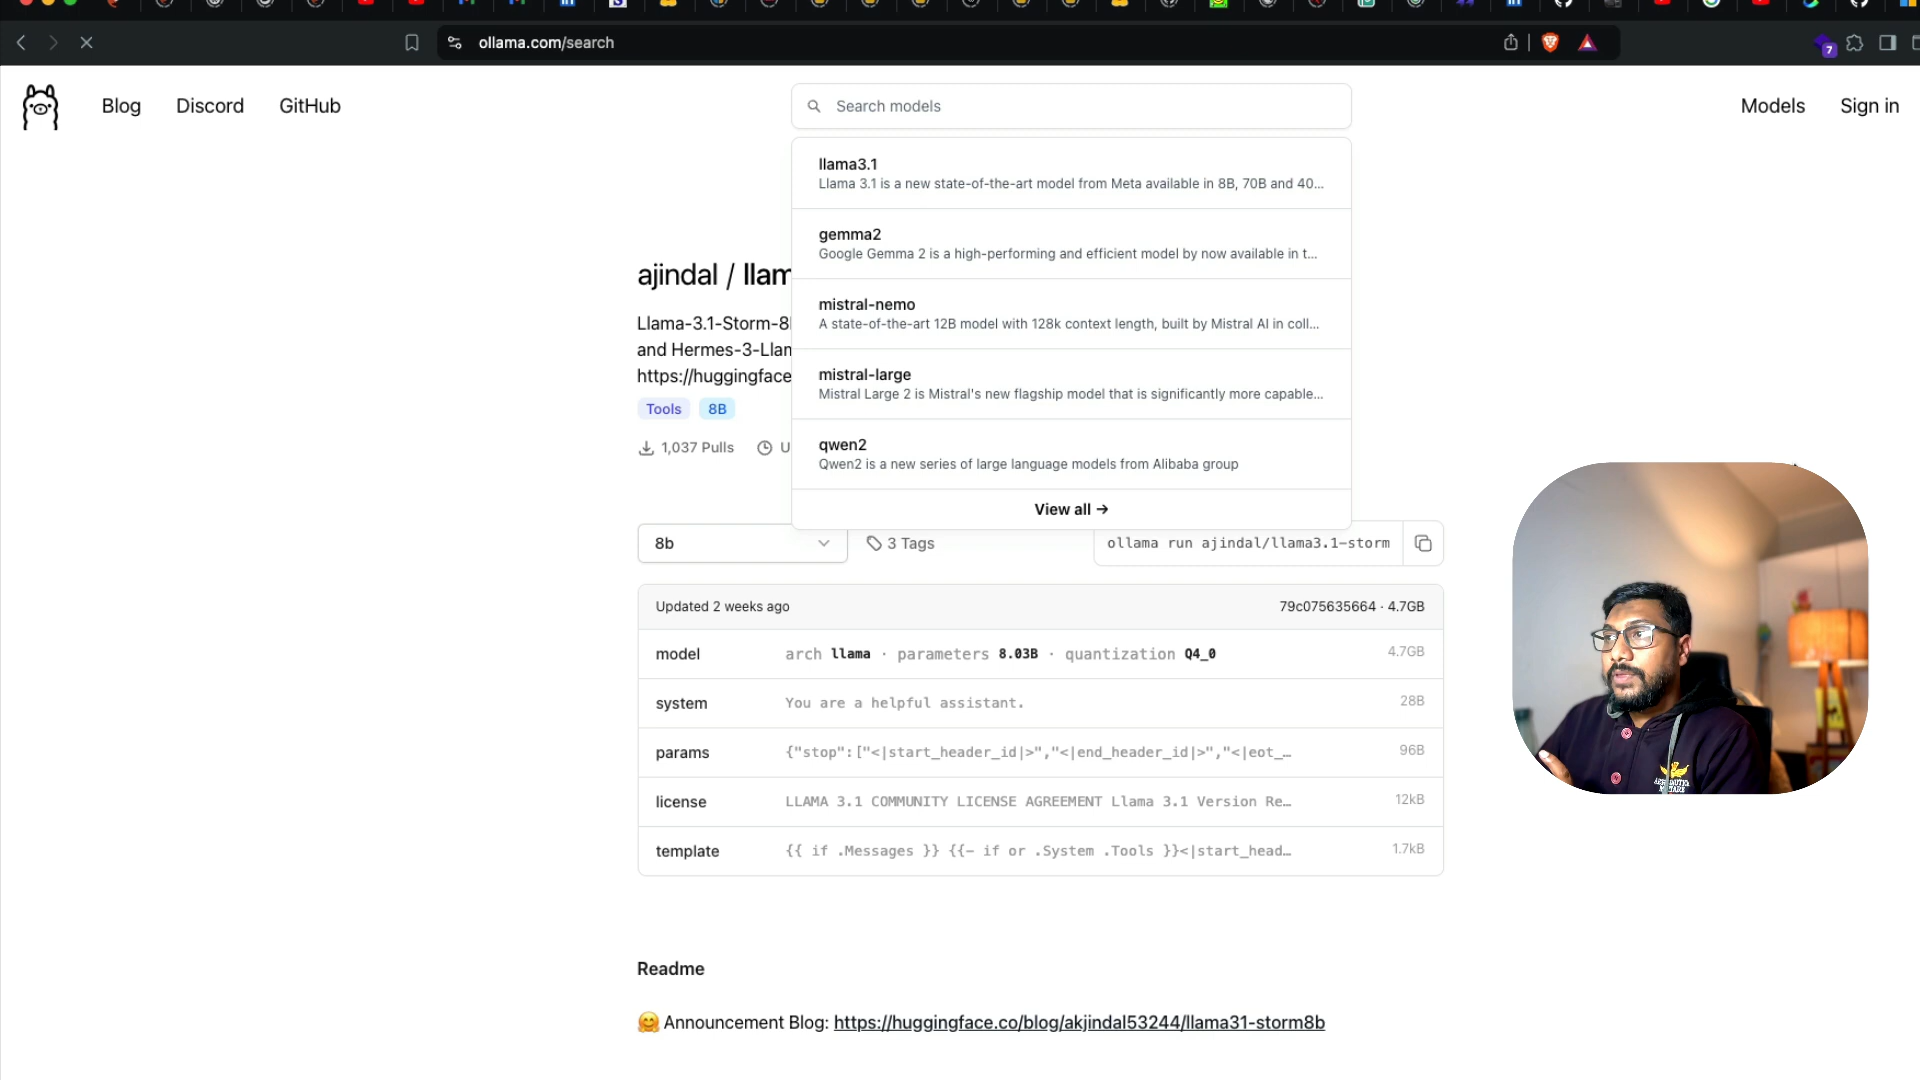 ollama.com/search
7
Blog
Discord
GitHub
Search models
Models
Sign in
llama3.1
Llama 3.1 is a new state-of-the-art model from Meta available in 8B, 70B and 40...
gemma2
Google Gemma 2 is a high-performing and efficient model by now available in t...
mistral-nemo
A state-of-the-art 12B model with 128k context length, built by Mistral AI in coll...
mistral-large
Mistral Large 2 is Mistral's new flagship model that is significantly more capable...
qwen2
Qwen2 is a new series of large language models from Alibaba group
View all →
ajindal / llam
Llama-3.1-Storm-8
and Hermes-3-Llam
https://huggingface
Tools 8B
1,037 Pulls U
8b
3 Tags
ollama run ajindal/llama3.1-storm
Updated 2 weeks ago 79c075635664 · 4.7GB
model arch llama · parameters 8.03B · quantization Q4_0 4.7GB
system You are a helpful assistant. 28B
params {"stop":["<|start_header_id|>","<|end_header_id|>","<|eot_… 96B
license LLAMA 3.1 COMMUNITY LICENSE AGREEMENT Llama 3.1 Version Re… 12kB
template {{ if .Messages }} {{- if or .System .Tools }}<|start_head… 1.7kB
Readme
🤗 Announcement Blog: https://huggingface.co/blog/akjindal53244/llama31-storm8b